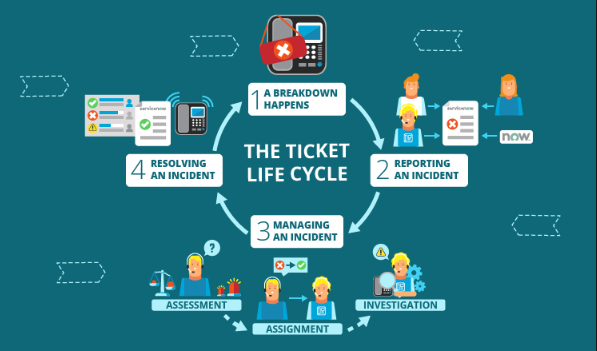 1 A BREAKDOWN
HAPPENS
THE TICKET
LIFE CYCLE
2 REPORTING
AN INCIDENT
servicenow
now.
3 MANAGING
AN INCIDENT
?
ASSESSMENT
ASSIGNMENT
INVESTIGATION
4 RESOLVING
AN INCIDENT
servicenow